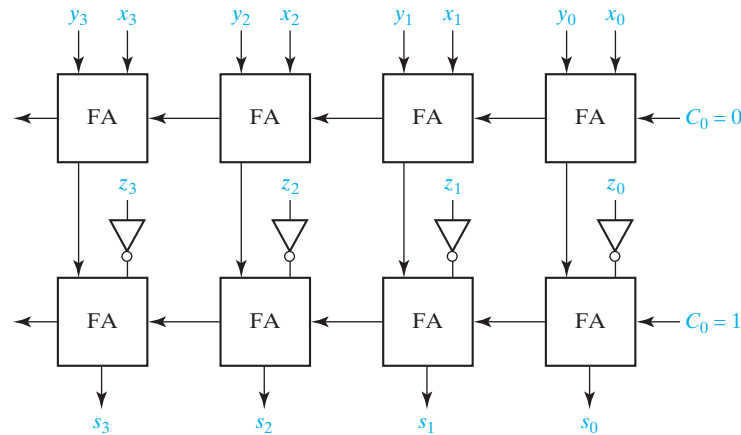 y3 x3 y2 x2 y1 x1 y0 x0
FA FA FA FA C0 = 0
z3 z2 z1 z0
FA FA FA FA C0 = 1
s3 s2 s1 s0